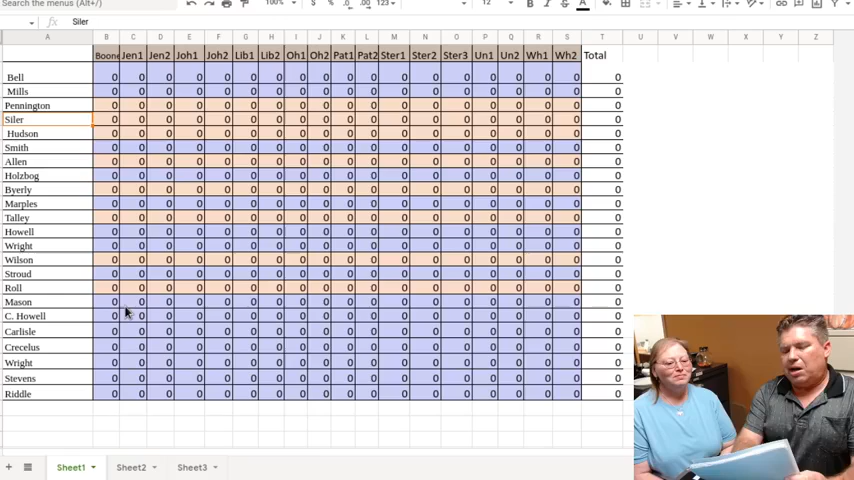 Search the menus (Alt+/) 100% $ % .0 .00 123 12 B A
fx Siler
A B C D E F G H I J K L M N O P Q R S T U V W X Y Z
Boone Jen1 Jen2 Joh1 Joh2 Lib1 Lib2 Oh1 Oh2 Pat1 Pat2 Ster1 Ster2 Ster3 Un1 Un2 Wh1 Wh2 Total
Bell 0 0 0 0 0 0 0 0 0 0 0 0 0 0 0 0 0 0 0
Mills 0 0 0 0 0 0 0 0 0 0 0 0 0 0 0 0 0 0 0
Pennington 0 0 0 0 0 0 0 0 0 0 0 0 0 0 0 0 0 0 0
Siler 0 0 0 0 0 0 0 0 0 0 0 0 0 0 0 0 0 0 0
Hudson 0 0 0 0 0 0 0 0 0 0 0 0 0 0 0 0 0 0 0
Smith 0 0 0 0 0 0 0 0 0 0 0 0 0 0 0 0 0 0 0
Allen 0 0 0 0 0 0 0 0 0 0 0 0 0 0 0 0 0 0 0
Holzbog 0 0 0 0 0 0 0 0 0 0 0 0 0 0 0 0 0 0 0
Byerly 0 0 0 0 0 0 0 0 0 0 0 0 0 0 0 0 0 0 0
Marples 0 0 0 0 0 0 0 0 0 0 0 0 0 0 0 0 0 0 0
Talley 0 0 0 0 0 0 0 0 0 0 0 0 0 0 0 0 0 0 0
Howell 0 0 0 0 0 0 0 0 0 0 0 0 0 0 0 0 0 0 0
Wright 0 0 0 0 0 0 0 0 0 0 0 0 0 0 0 0 0 0 0
Wilson 0 0 0 0 0 0 0 0 0 0 0 0 0 0 0 0 0 0 0
Stroud 0 0 0 0 0 0 0 0 0 0 0 0 0 0 0 0 0 0 0
Roll 0 0 0 0 0 0 0 0 0 0 0 0 0 0 0 0 0 0 0
Mason 0 0 0 0 0 0 0 0 0 0 0 0 0 0 0 0 0 0 0
C. Howell 0 0 0 0 0 0 0 0 0 0 0 0 0 0 0 0 0 0 0
Carlisle 0 0 0 0 0 0 0 0 0 0 0 0 0 0 0 0 0 0 0
Crecelus 0 0 0 0 0 0 0 0 0 0 0 0 0 0 0 0 0 0 0
Wright 0 0 0 0 0 0 0 0 0 0 0 0 0 0 0 0 0 0 0
Stevens 0 0 0 0 0 0 0 0 0 0 0 0 0 0 0 0 0 0 0
Riddle 0 0 0 0 0 0 0 0 0 0 0 0 0 0 0 0 0 0 0
Sheet1 Sheet2 Sheet3